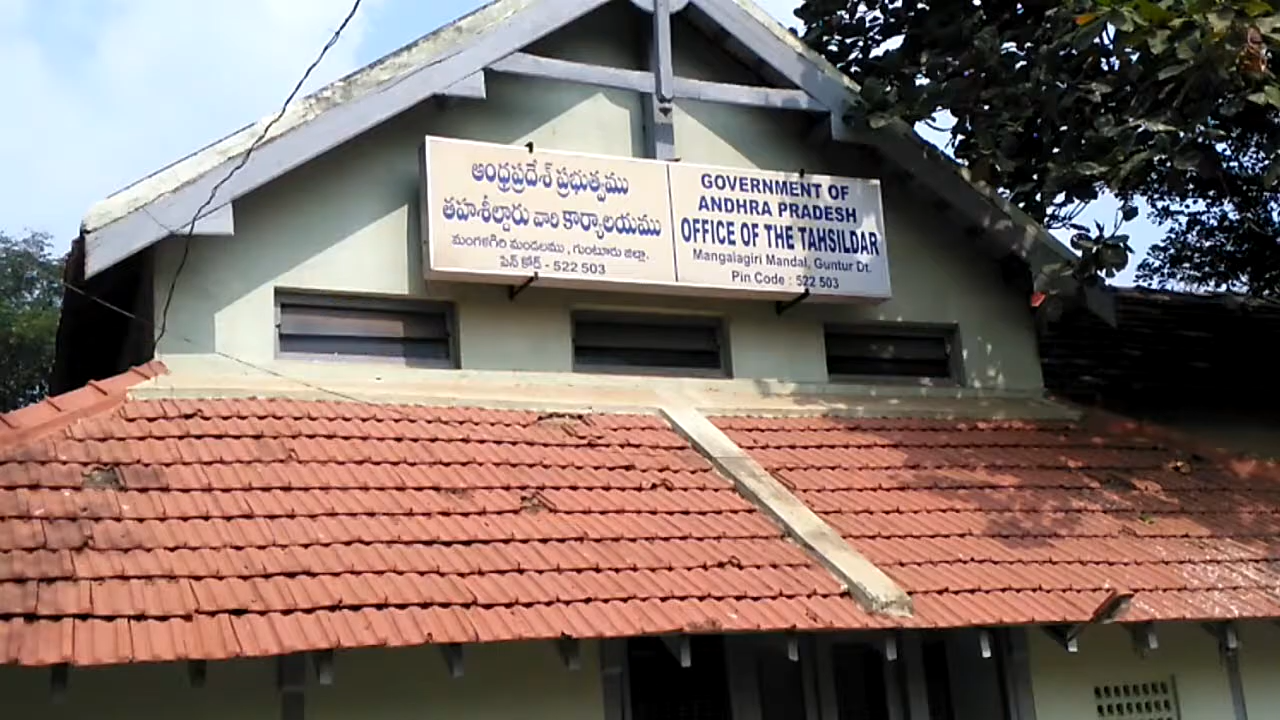 ఆంధ్రప్రదేశ్ ప్రభుత్వము
తహశీల్దారు వారి కార్యాలయము
మంగళగిరి మండలము, గుంటూరు జిల్లా.
పిన్ కోడ్ - 522 503
GOVERNMENT OF
ANDHRA PRADESH
OFFICE OF THE TAHSILDAR
Mangalagiri Mandal, Guntur Dt.
Pin Code : 522 503